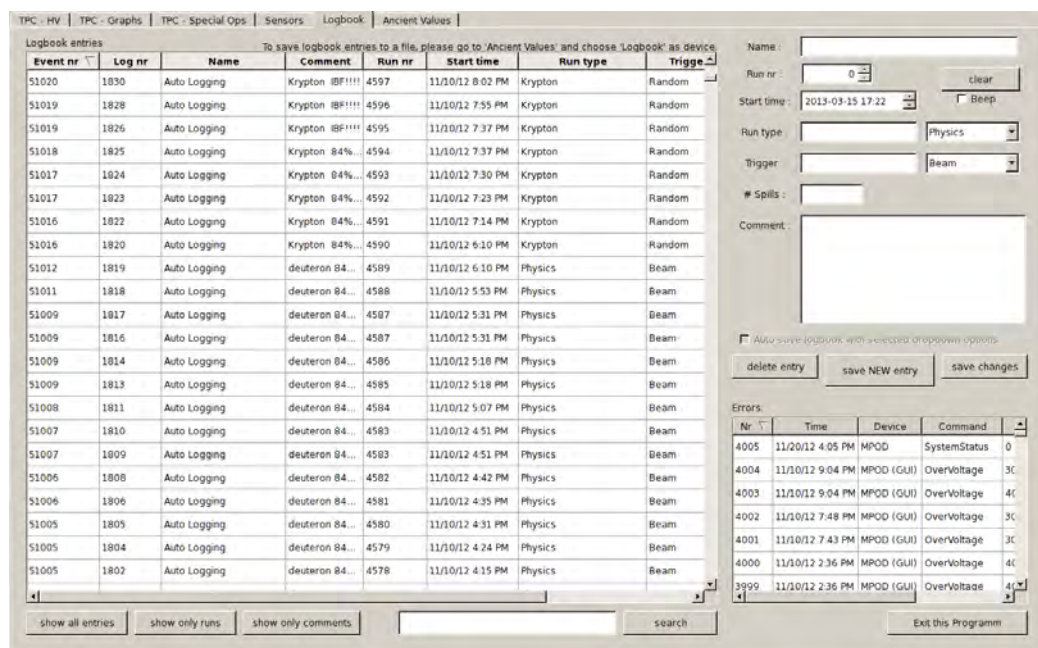 TPC - HV TPC - Graphs TPC - Special Ops Sensors Logbook Ancient Values
Logbook entries To save logbook entries to a file, please go to 'Ancient Values' and choose 'Logbook' as device
Event nr Log nr Name Comment Run nr Start time Run type Trigge
51020 1830 Auto Logging Krypton IBF!!!! 4597 11/10/12 8:02 PM Krypton Random
51019 1828 Auto Logging Krypton IBF!!!! 4596 11/10/12 7:55 PM Krypton Random
51019 1826 Auto Logging Krypton IBF!!!! 4595 11/10/12 7:37 PM Krypton Random
51018 1825 Auto Logging Krypton 84%... 4594 11/10/12 7:37 PM Krypton Random
51017 1824 Auto Logging Krypton 84%... 4593 11/10/12 7:30 PM Krypton Random
51017 1823 Auto Logging Krypton 84%... 4592 11/10/12 7:23 PM Krypton Random
51016 1822 Auto Logging Krypton 84%... 4591 11/10/12 7:14 PM Krypton Random
51016 1820 Auto Logging Krypton 84%... 4590 11/10/12 6:10 PM Krypton Random
51012 1819 Auto Logging deuteron 84... 4589 11/10/12 6:10 PM Physics Beam
51011 1818 Auto Logging deuteron 84... 4588 11/10/12 5:53 PM Physics Beam
51009 1817 Auto Logging deuteron 84... 4587 11/10/12 5:31 PM Physics Beam
51009 1816 Auto Logging deuteron 84... 4587 11/10/12 5:31 PM Physics Beam
51009 1814 Auto Logging deuteron 84... 4586 11/10/12 5:18 PM Physics Beam
51009 1813 Auto Logging deuteron 84... 4585 11/10/12 5:18 PM Physics Beam
51008 1811 Auto Logging deuteron 84... 4584 11/10/12 5:07 PM Physics Beam
51007 1810 Auto Logging deuteron 84... 4583 11/10/12 4:51 PM Physics Beam
51007 1809 Auto Logging deuteron 84... 4583 11/10/12 4:51 PM Physics Beam
51006 1808 Auto Logging deuteron 84... 4582 11/10/12 4:42 PM Physics Beam
51006 1806 Auto Logging deuteron 84... 4581 11/10/12 4:35 PM Physics Beam
51005 1805 Auto Logging deuteron 84... 4580 11/10/12 4:31 PM Physics Beam
51005 1804 Auto Logging deuteron 84... 4579 11/10/12 4:24 PM Physics Beam
51005 1802 Auto Logging deuteron 84... 4578 11/10/12 4:15 PM Physics Beam
show all entries show only runs show only comments search
Name :
Run nr : 0 clear
Start time : 2013-03-15 17:22 Beep
Run type Physics
Trigger Beam
# Spills :
Comment :
Auto save logbook with selected dropdown options
delete entry save NEW entry save changes
Errors:
Nr Time Device Command
4005 11/20/12 4:05 PM MPOD SystemStatus 0
4004 11/10/12 9:04 PM MPOD (GUI) OverVoltage 30
4003 11/10/12 9:04 PM MPOD (GUI) OverVoltage 40
4002 11/10/12 7:48 PM MPOD (GUI) OverVoltage 30
4001 11/10/12 7:43 PM MPOD (GUI) OverVoltage 30
4000 11/10/12 2:36 PM MPOD (GUI) OverVoltage 40
3999 11/10/12 2:36 PM MPOD (GUI) OverVoltage 40
Exit this Programm